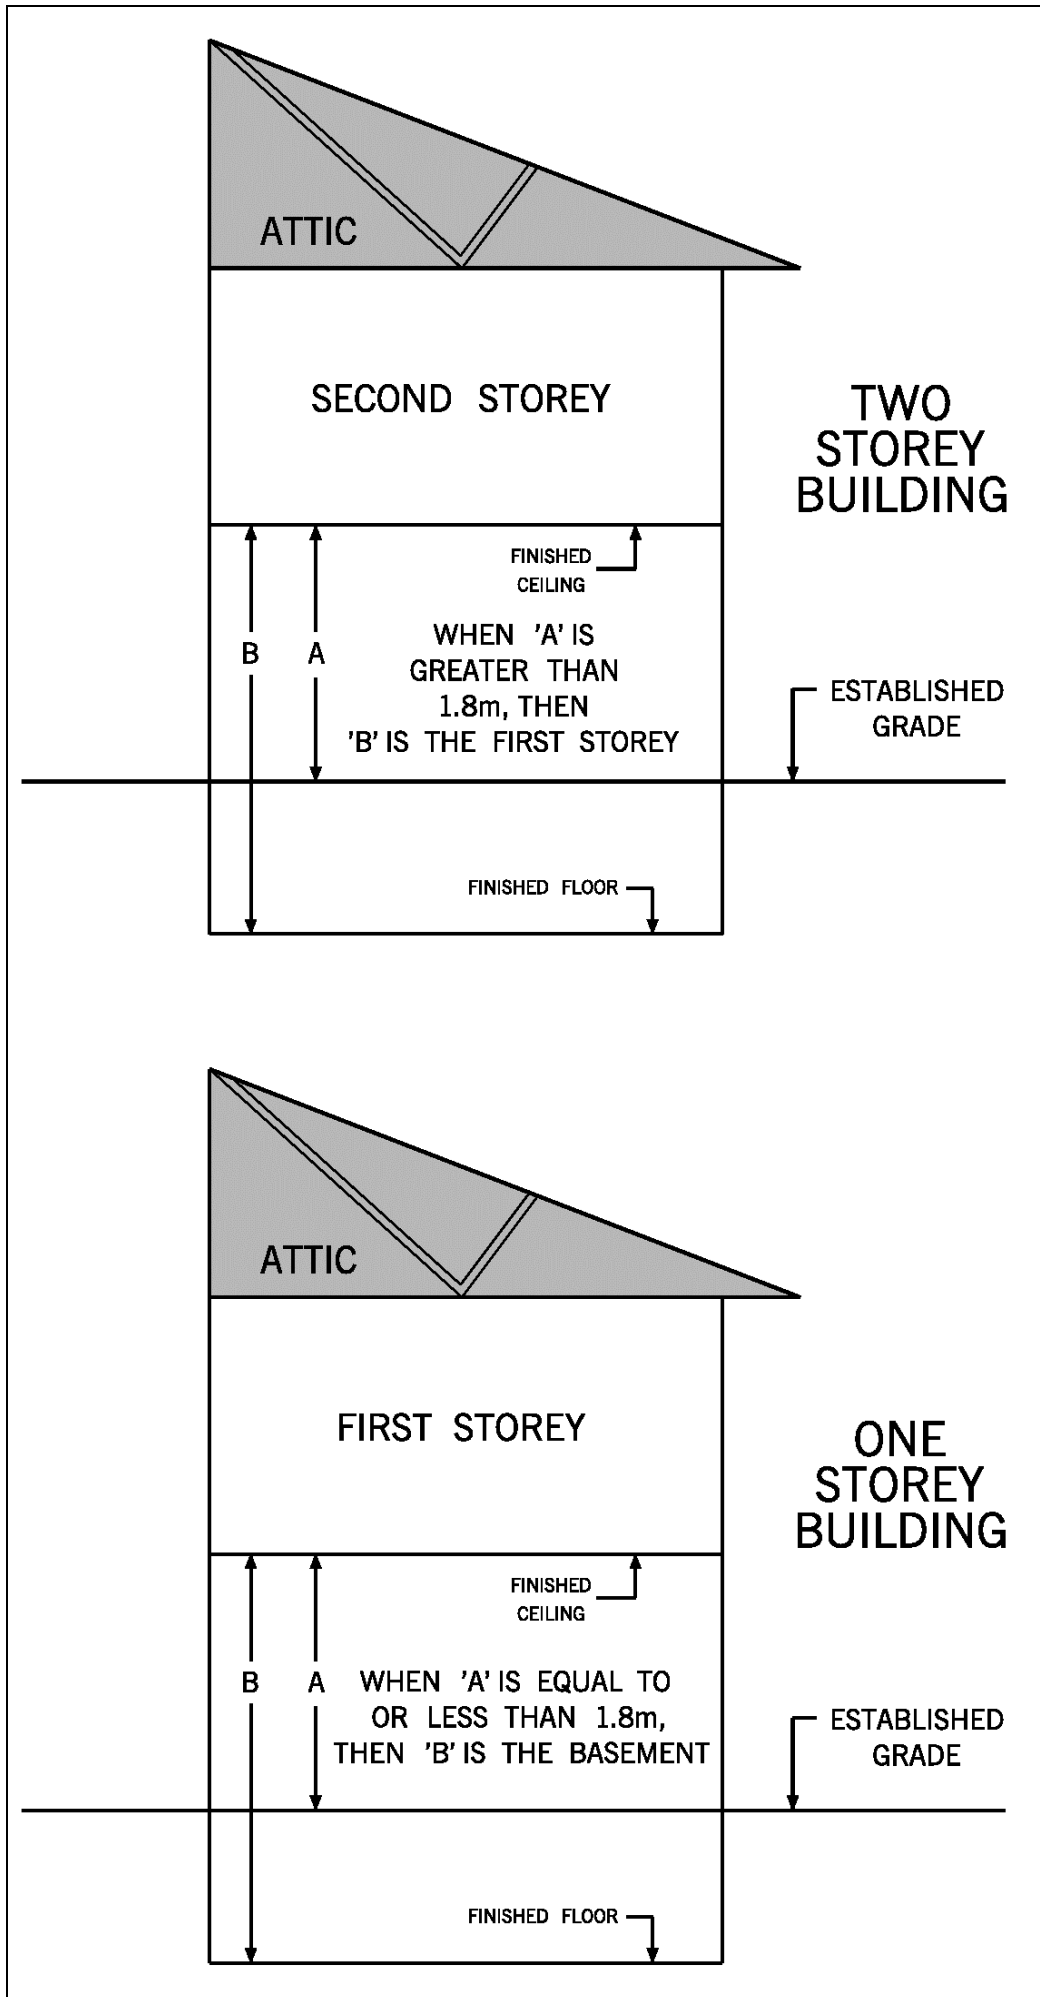 ATTIC
SECOND STOREY
TWO
STOREY
BUILDING
FINISHED
CEILING
B
A
WHEN 'A' IS
GREATER THAN
1.8m, THEN
'B' IS THE FIRST STOREY
ESTABLISHED
GRADE
FINISHED FLOOR
ATTIC
FIRST STOREY
ONE
STOREY
BUILDING
FINISHED
CEILING
B
A
WHEN 'A' IS EQUAL TO
OR LESS THAN 1.8m,
THEN 'B' IS THE BASEMENT
ESTABLISHED
GRADE
FINISHED FLOOR